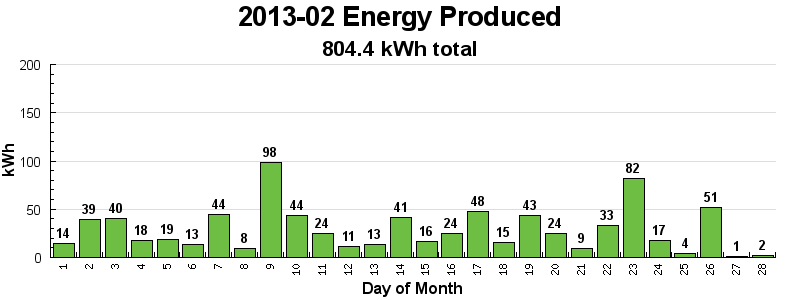 2013-02 Energy Produced
804.4 kWh total
200
150
100
50
0
kWh
14 39 40 18 19 13 44 8 98 44 24 11 13 41 16 24 48 15 43 24 9 33 82 17 4 51 1 2
1 2 3 4 5 6 7 8 9 10 11 12 13 14 15 16 17 18 19 20 21 22 23 24 25 26 27 28
Day of Month